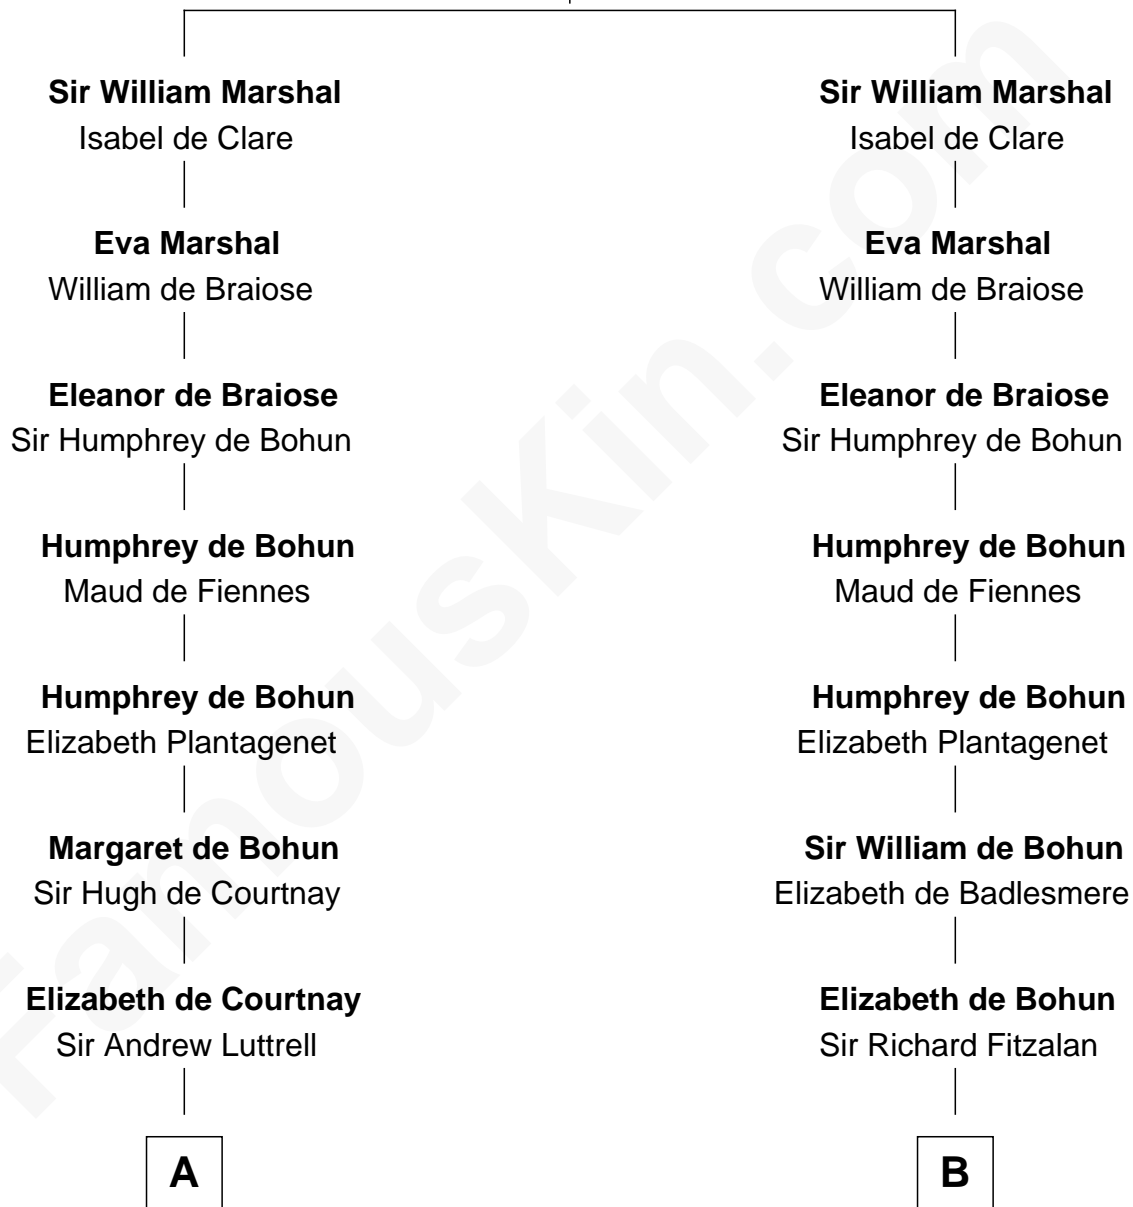 Sir William Marshal
Isabel de Clare
Eva Marshal
William de Braiose
Eleanor de Braiose
Sir Humphrey de Bohun
Humphrey de Bohun
Maud de Fiennes
Humphrey de Bohun
Elizabeth Plantagenet
Margaret de Bohun
Sir Hugh de Courtnay
Elizabeth de Courtnay
Sir Andrew Luttrell
A
Sir William Marshal
Isabel de Clare
Eva Marshal
William de Braiose
Eleanor de Braiose
Sir Humphrey de Bohun
Humphrey de Bohun
Maud de Fiennes
Humphrey de Bohun
Elizabeth Plantagenet
Sir William de Bohun
Elizabeth de Badlesmere
Elizabeth de Bohun
Sir Richard Fitzalan
B
FamousKin.com